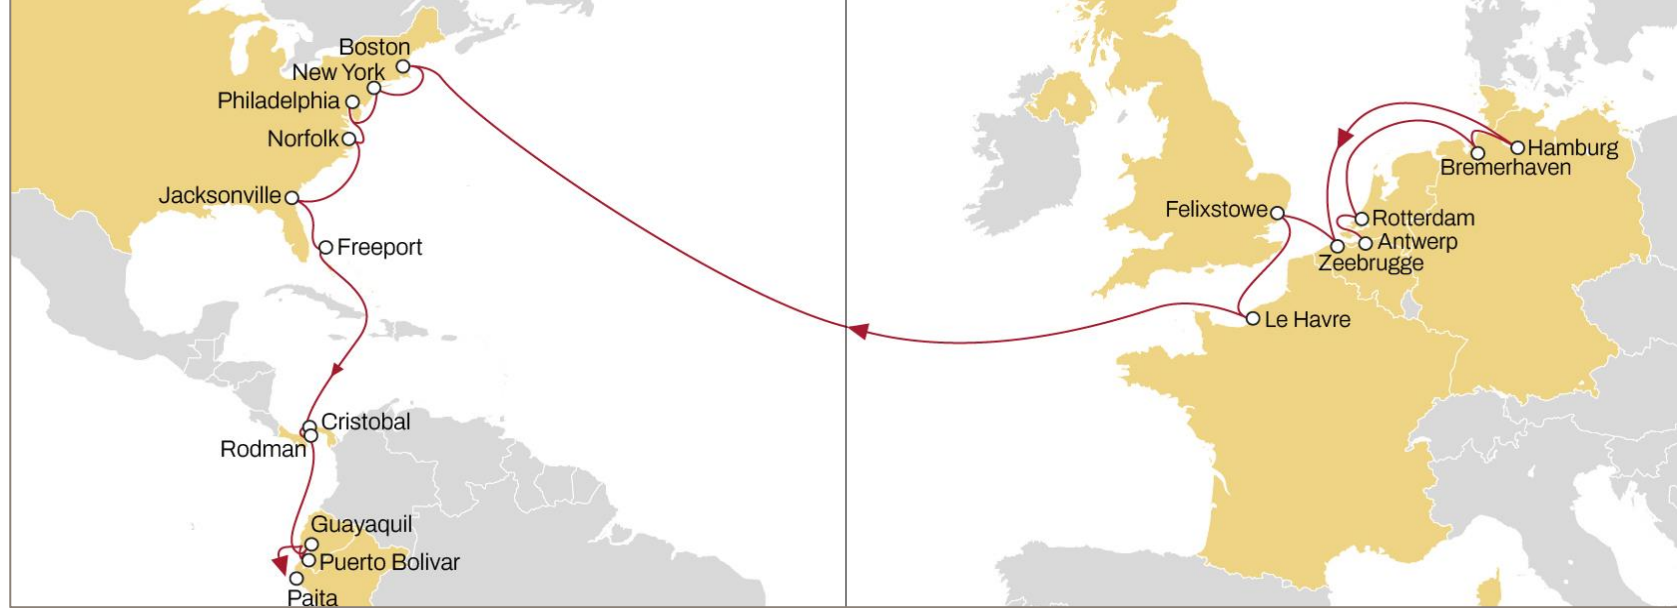 Boston
New York
Philadelphia
Norfolk
Jacksonville
Freeport
Cristobal
Rodman
Guayaquil
Puerto Bolivar
Paita
Hamburg
Bremerhaven
Felixstowe
Rotterdam
Antwerp
Zeebrugge
Le Havre